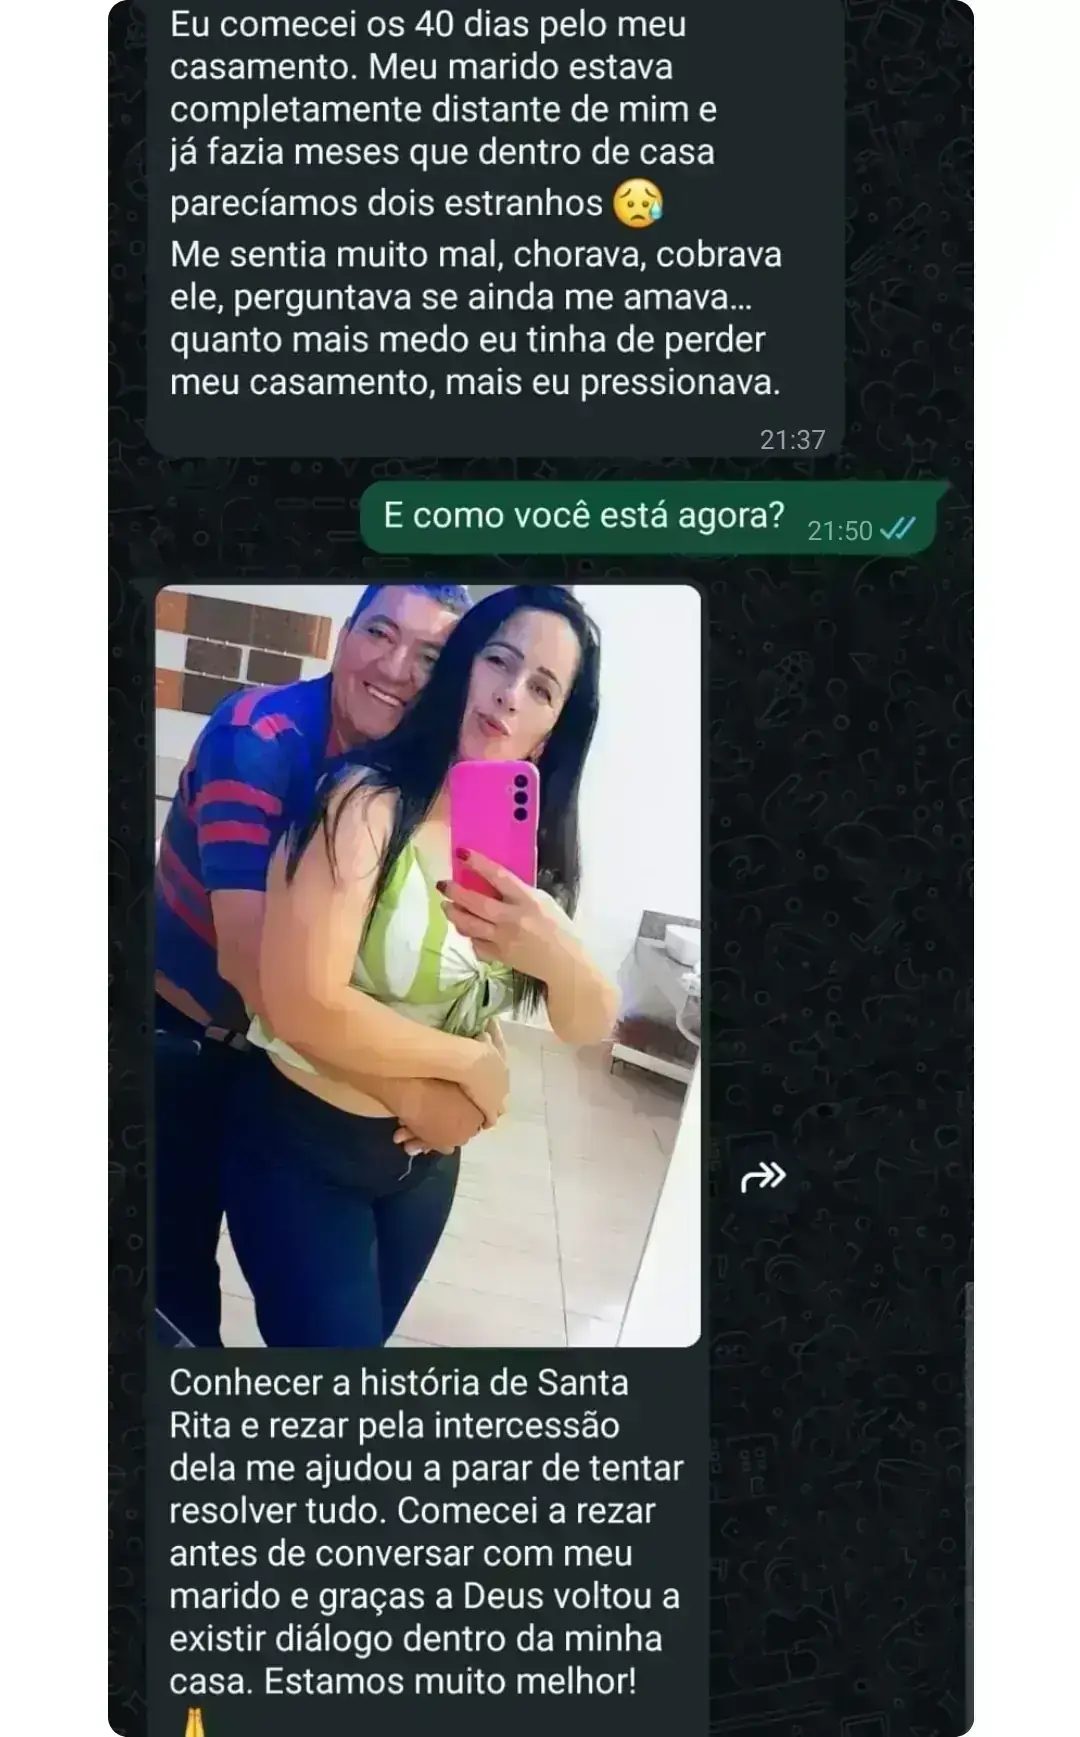 Eu comecei os 40 dias pelo meu
casamento. Meu marido estava
completamente distante de mim e
já fazia meses que dentro de casa
parecíamos dois estranhos 😥
Me sentia muito mal, chorava, cobrava
ele, perguntava se ainda me amava...
quanto mais medo eu tinha de perder
meu casamento, mais eu pressionava.
21:37
E como você está agora?
21:50
Conhecer a história de Santa
Rita e rezar pela intercessão
dela me ajudou a parar de tentar
resolver tudo. Comecei a rezar
antes de conversar com meu
marido e graças a Deus voltou a
existir diálogo dentro da minha
casa. Estamos muito melhor!
🙏